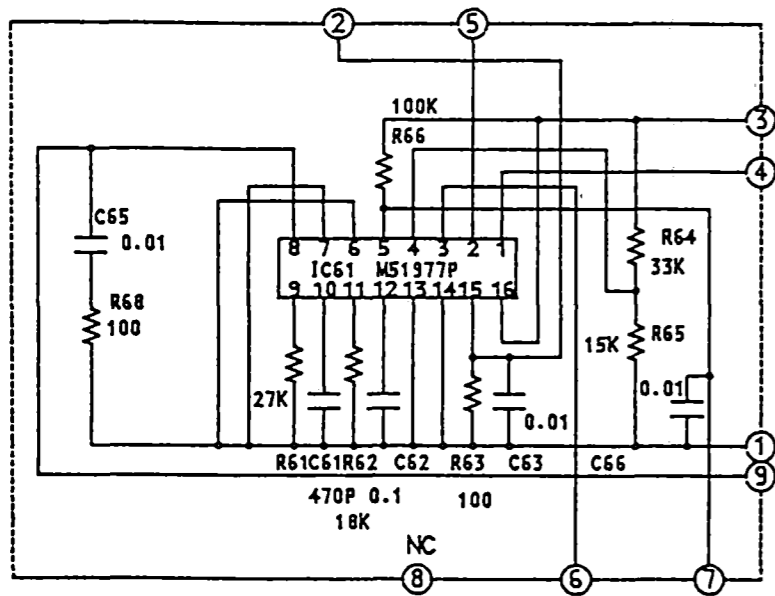 2 5
100K
3
R66
4
C65
0.01
8 7 6 5 4 3 2 1
R64
IC61 M51977P
33K
9 10 11 12 13 14 15 16
R68
100
15K R65
27K
0.01
0.01
1
R61 C61 R62 C62 R63 C63 C66
9
470P 0.1 100
18K
NC
8 6 7